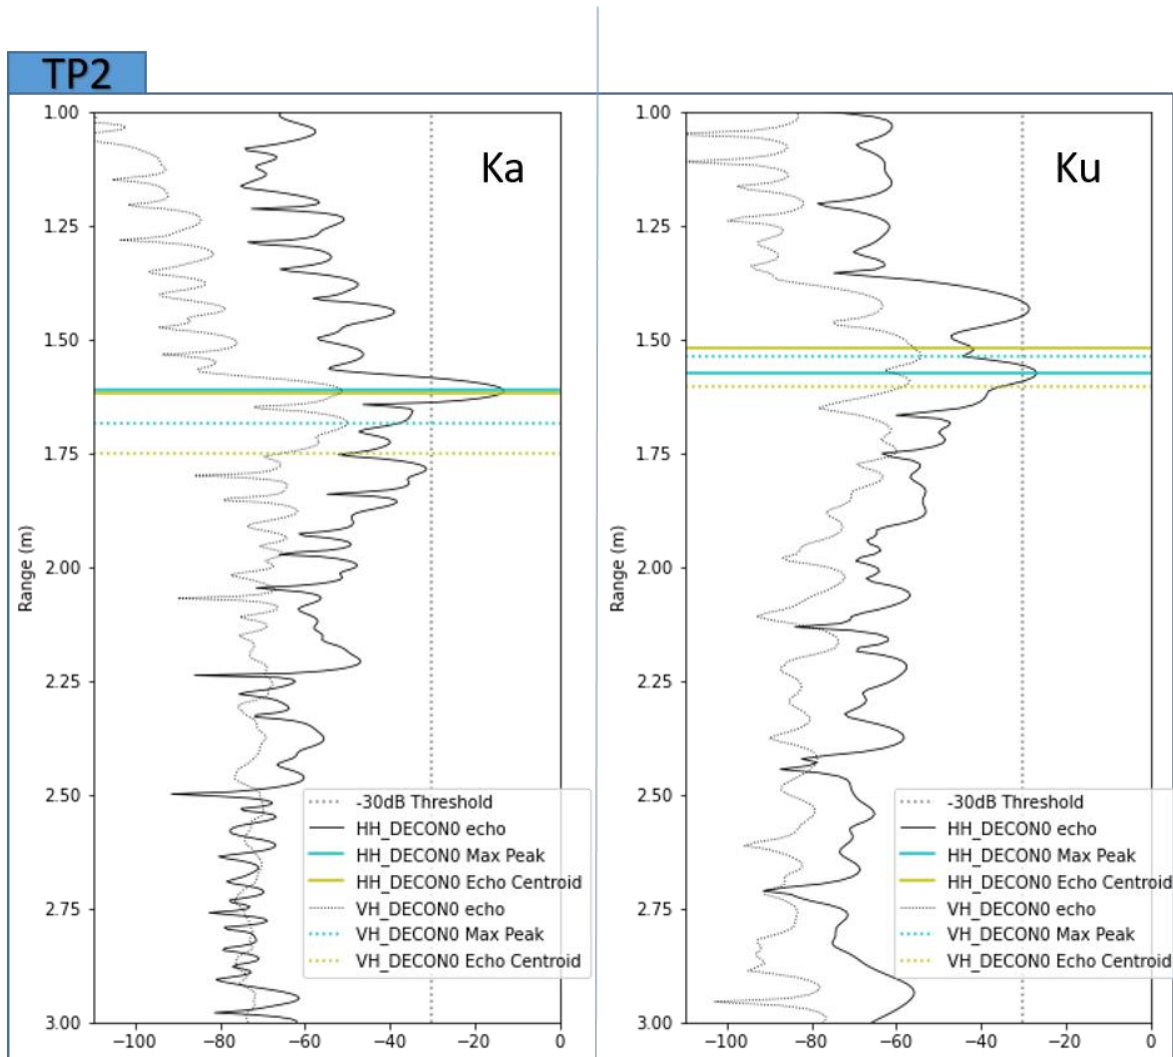 TP2
Ka
1.00
1.25
1.50
1.75
2.00
2.25
2.50
2.75
3.00
Range (m)
-30dB Threshold
HH_DECON0 echo
HH_DECON0 Max Peak
HH_DECON0 Echo Centroid
VH_DECON0 echo
VH_DECON0 Max Peak
VH_DECON0 Echo Centroid
−100
−80
−60
−40
−20
0
Ku
1.00
1.25
1.50
1.75
2.00
2.25
2.50
2.75
3.00
Range (m)
-30dB Threshold
HH_DECON0 echo
HH_DECON0 Max Peak
HH_DECON0 Echo Centroid
VH_DECON0 echo
VH_DECON0 Max Peak
VH_DECON0 Echo Centroid
−100
−80
−60
−40
−20
0